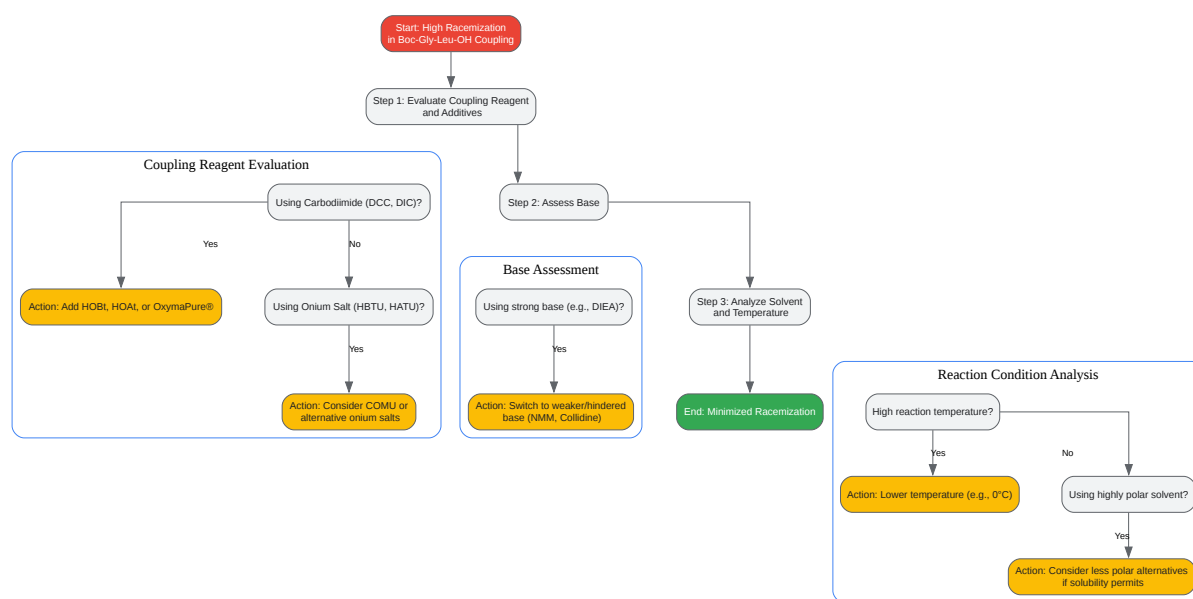 Start: High Racemization
in Boc-Gly-Leu-OH Coupling
Step 1: Evaluate Coupling Reagent
and Additives
Coupling Reagent Evaluation
Using Carbodiimide (DCC, DIC)?
Step 2: Assess Base
Yes
No
Base Assessment
Action: Add HOBt, HOAt, or OxymaPure®
Using Onium Salt (HBTU, HATU)?
Using strong base (e.g., DIEA)?
Step 3: Analyze Solvent
and Temperature
Yes
Yes
Reaction Condition Analysis
Action: Consider COMU or
alternative onium salts
Action: Switch to weaker/hindered
base (NMM, Collidine)
End: Minimized Racemization
High reaction temperature?
Yes
No
Action: Lower temperature (e.g., 0°C)
Using highly polar solvent?
Yes
Action: Consider less polar alternatives
if solubility permits